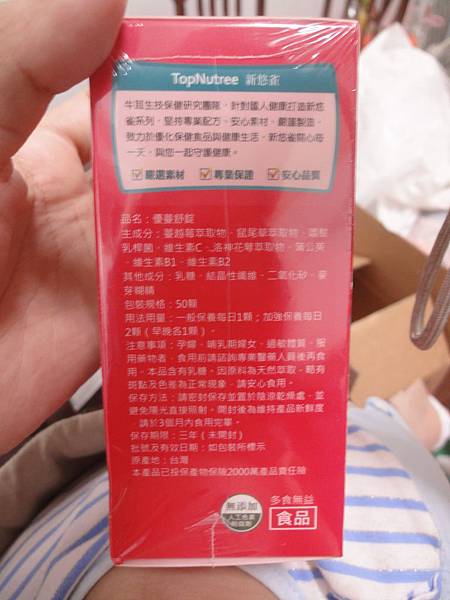 TopNutree 新悠雀
牛耳生技保健研究團隊，針對國人健康打造新悠
雀系列，堅持專業配方、安心素材、嚴謹製造，
致力於優化保健食品與健康生活，新悠雀關心每
一天，與您一起守護健康。
嚴選素材 專業保證 安心品質
品名：優蔓舒錠
主成分：蔓越莓萃取物、鼠尾草萃取物、
乳桿菌、維生素C、洛神花萼萃取物、蒲公英
、維生素B1、維生素B2
其他成分：乳糖、結晶性纖維、二氧化矽、麥
芽糊精
包裝規格：50顆
用法用量：一般保養每日1顆；加強保養每日
2顆（早晚各1顆）。
注意事項：孕婦、哺乳期婦女、過敏體質、服
用藥物者，食用前請諮詢專業醫藥人員後再食
用，本品含有乳糖。因原料為天然萃取，略有
斑點及色差為正常現象，請安心食用。
保存方法：請密封保存並置於陰涼乾燥處，並
避免陽光直接照射。開封後為維持產品新鮮度
，請於3個月內食用完畢。
保存期限：三年（未開封）
批號及有效日期：如包裝所標示
原產地：台灣
本產品已投保產物保險2000萬產品責任險
無添加
人工色素
多食無益
食品